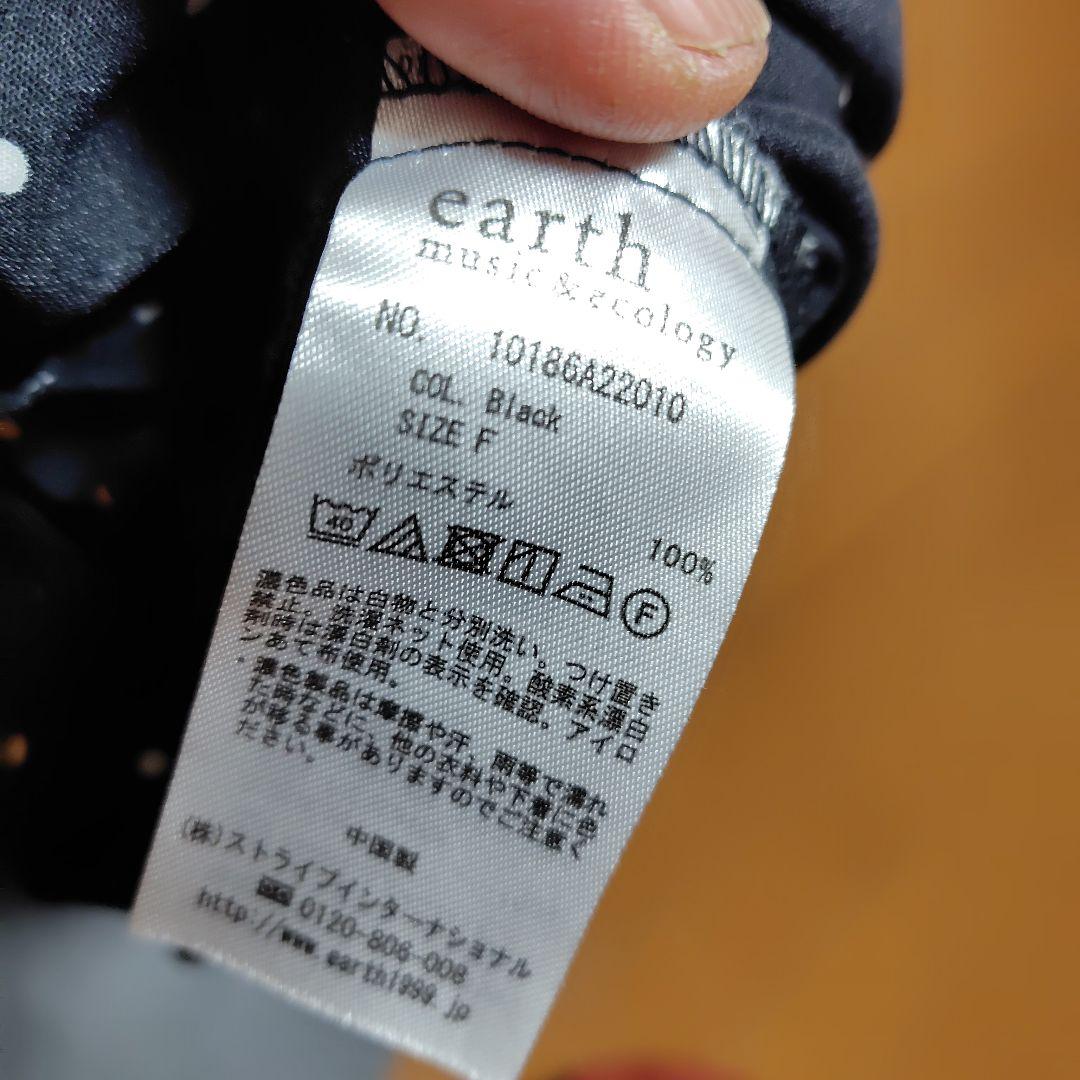 earth
music & ecology
NO. 10186A22010
COL. Black
SIZE F
ポリエステル 100%
40
F
濃色品は白物と分別洗い。つけ置き
禁止。洗濯ネット使用。酸素系漂白
剤時は漂白剤の表示を確認。アイロ
ンあて布使用。
・濃色製品は摩擦や汗、雨等で濡れ
た時などに、他の衣料や下着に色
が移る事がありますのでご注意く
ださい。
中国製
(株)ストライプインターナショナル
0120-806-008
http://www.earth1999.jp